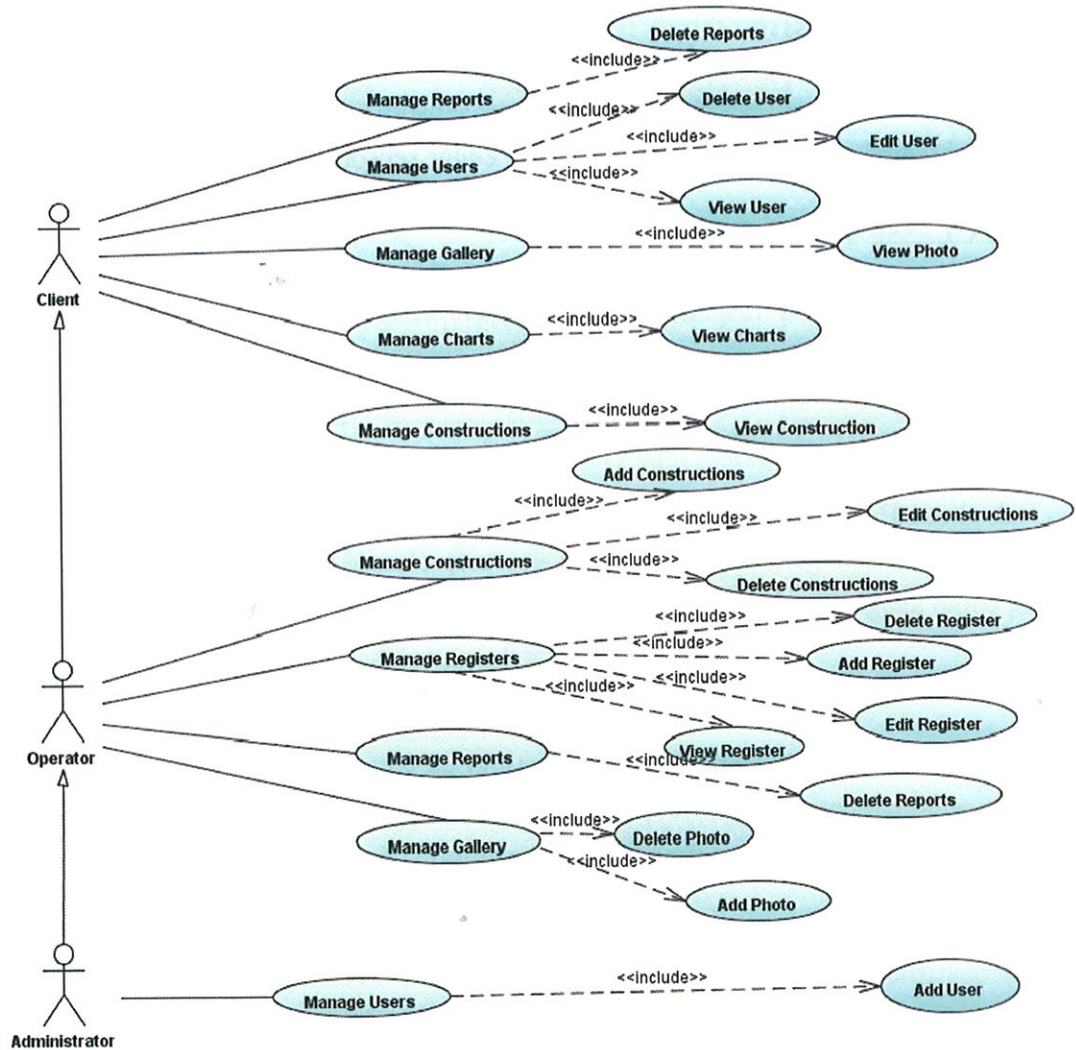 Delete Reports
<<include>>
Manage Reports
Delete User
<<include>>
Edit User
<<include>>
Manage Users
<<include>>
View User
<<include>>
View Photo
Manage Gallery
Client
<<include>>
View Charts
Manage Charts
<<include>>
View Construction
Manage Constructions
Add Constructions
<<include>>
Edit Constructions
<<include>>
Manage Constructions
<<include>>
Delete Constructions
<<include>>
Delete Register
<<include>>
Add Register
Manage Registers
<<include>>
<<include>>
Edit Register
View Register
Operator
Manage Reports
<<include>>
Delete Reports
<<include>>
Delete Photo
Manage Gallery
<<include>>
Add Photo
<<include>>
Add User
Manage Users
Administrator